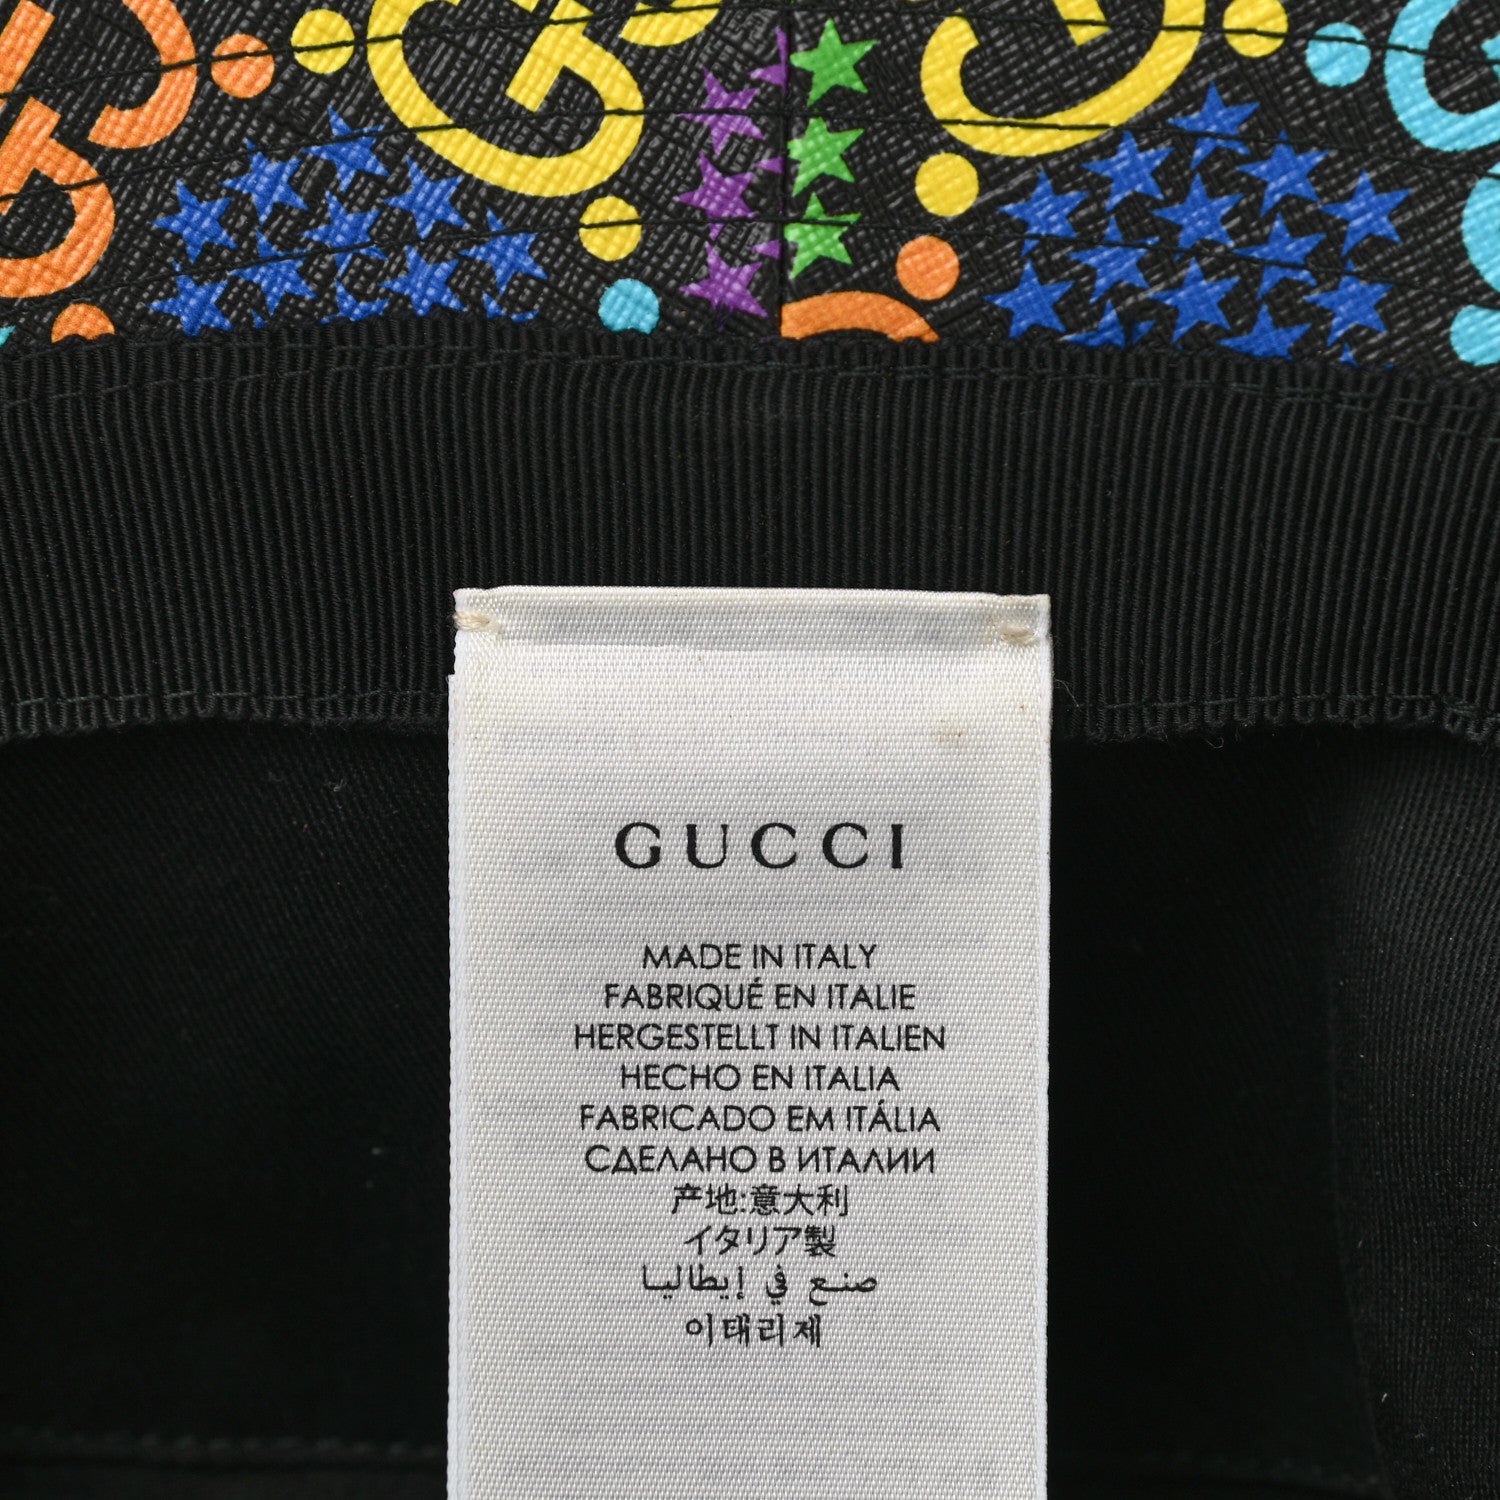 GUCCI
MADE IN ITALY
FABRIQUÉ EN ITALIE
HERGESTELLT IN ITALIEN
HECHO EN ITALIA
FABRICADO EM ITÁLIA
СДЕЛАНО В ИТАЛИИ
产地:意大利
イタリア製
صنع في إيطاليا
이태리제